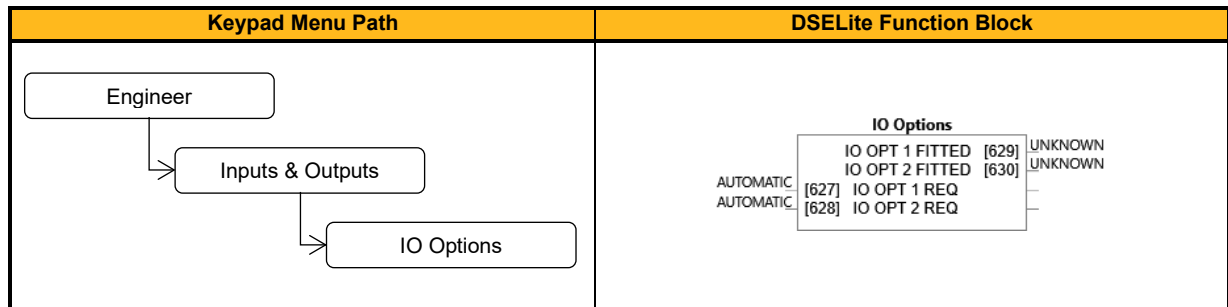 Keypad Menu Path
DSELite Function Block
Engineer
Inputs & Outputs
IO Options
IO Options
IO OPT 1 FITTED [629] UNKNOWN
IO OPT 2 FITTED [630] UNKNOWN
AUTOMATIC [627] IO OPT 1 REQ
AUTOMATIC [628] IO OPT 2 REQ